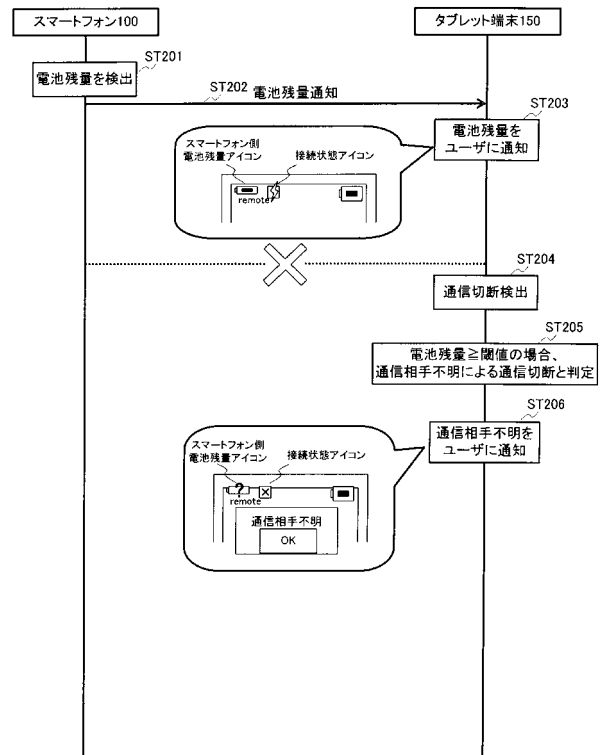 スマートフォン100
タブレット端末150
ST201
電池残量を検出
ST202
電池残量通知
ST203
電池残量を
ユーザに通知
スマートフォン側
電池残量アイコン
接続状態アイコン
remote
ST204
通信切断検出
ST205
電池残量≧閾値の場合、
通信相手不明による通信切断と判定
ST206
通信相手不明を
ユーザに通知
スマートフォン側
電池残量アイコン
接続状態アイコン
?
remote
通信相手不明
OK